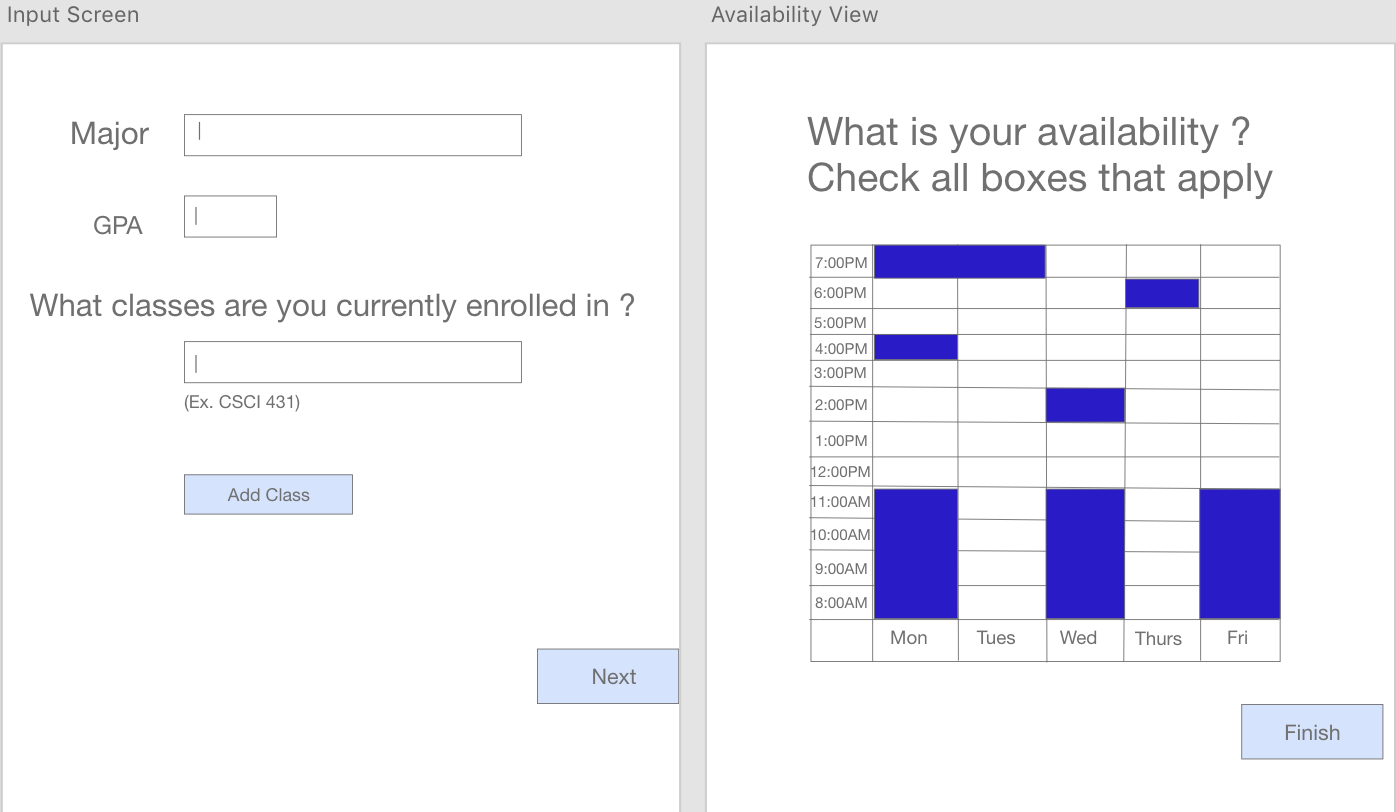 Input Screen
Major
GPA
What classes are you currently enrolled in ?
(Ex. CSCI 431)
Add Class
Next
Availability View
What is your availability ?
Check all boxes that apply
7:00PM
6:00PM
5:00PM
4:00PM
3:00PM
2:00PM
1:00PM
12:00PM
11:00AM
10:00AM
9:00AM
8:00AM
Mon Tues Wed Thurs Fri
Finish